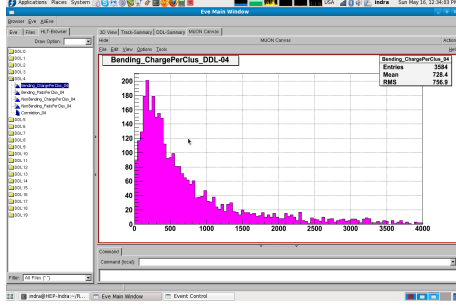 Applications Places System
USA
indra
Sun May 16, 12:34:03 PM
Eve Main Window
Browser Eve AliEve
Eve Files HLT-Browser
3D View Track-Summary DDL-Summary MUON Canvas
Draw Option:
Hide
MUON Canvas
File Edit View Options Tools
DDL 0
DDL 1
DDL 2
DDL 3
DDL 4
Bending_ChargePerClus_04
Bending_PadsPerClus_04
NonBending_ChargePerClus_04
NonBending_PadsPerClus_04
Correlation_04
DDL 5
DDL 6
DDL 7
DDL 8
DDL 9
DDL 10
DDL 11
DDL 12
DDL 13
DDL 14
DDL 15
DDL 16
DDL 17
DDL 18
DDL 19
Bending_ChargePerClus_DDL-04
Bending_ChargePerClus_04
Entries 3584
Mean 728.4
RMS 756.9
200
180
160
140
120
100
80
60
40
20
0
0 500 1000 1500 2000 2500 3000 3500 4000
Command
Command (local):
Filter: All Files (*.*)
indra@HEP-Indra:~/R...
Eve Main Window
Event Control